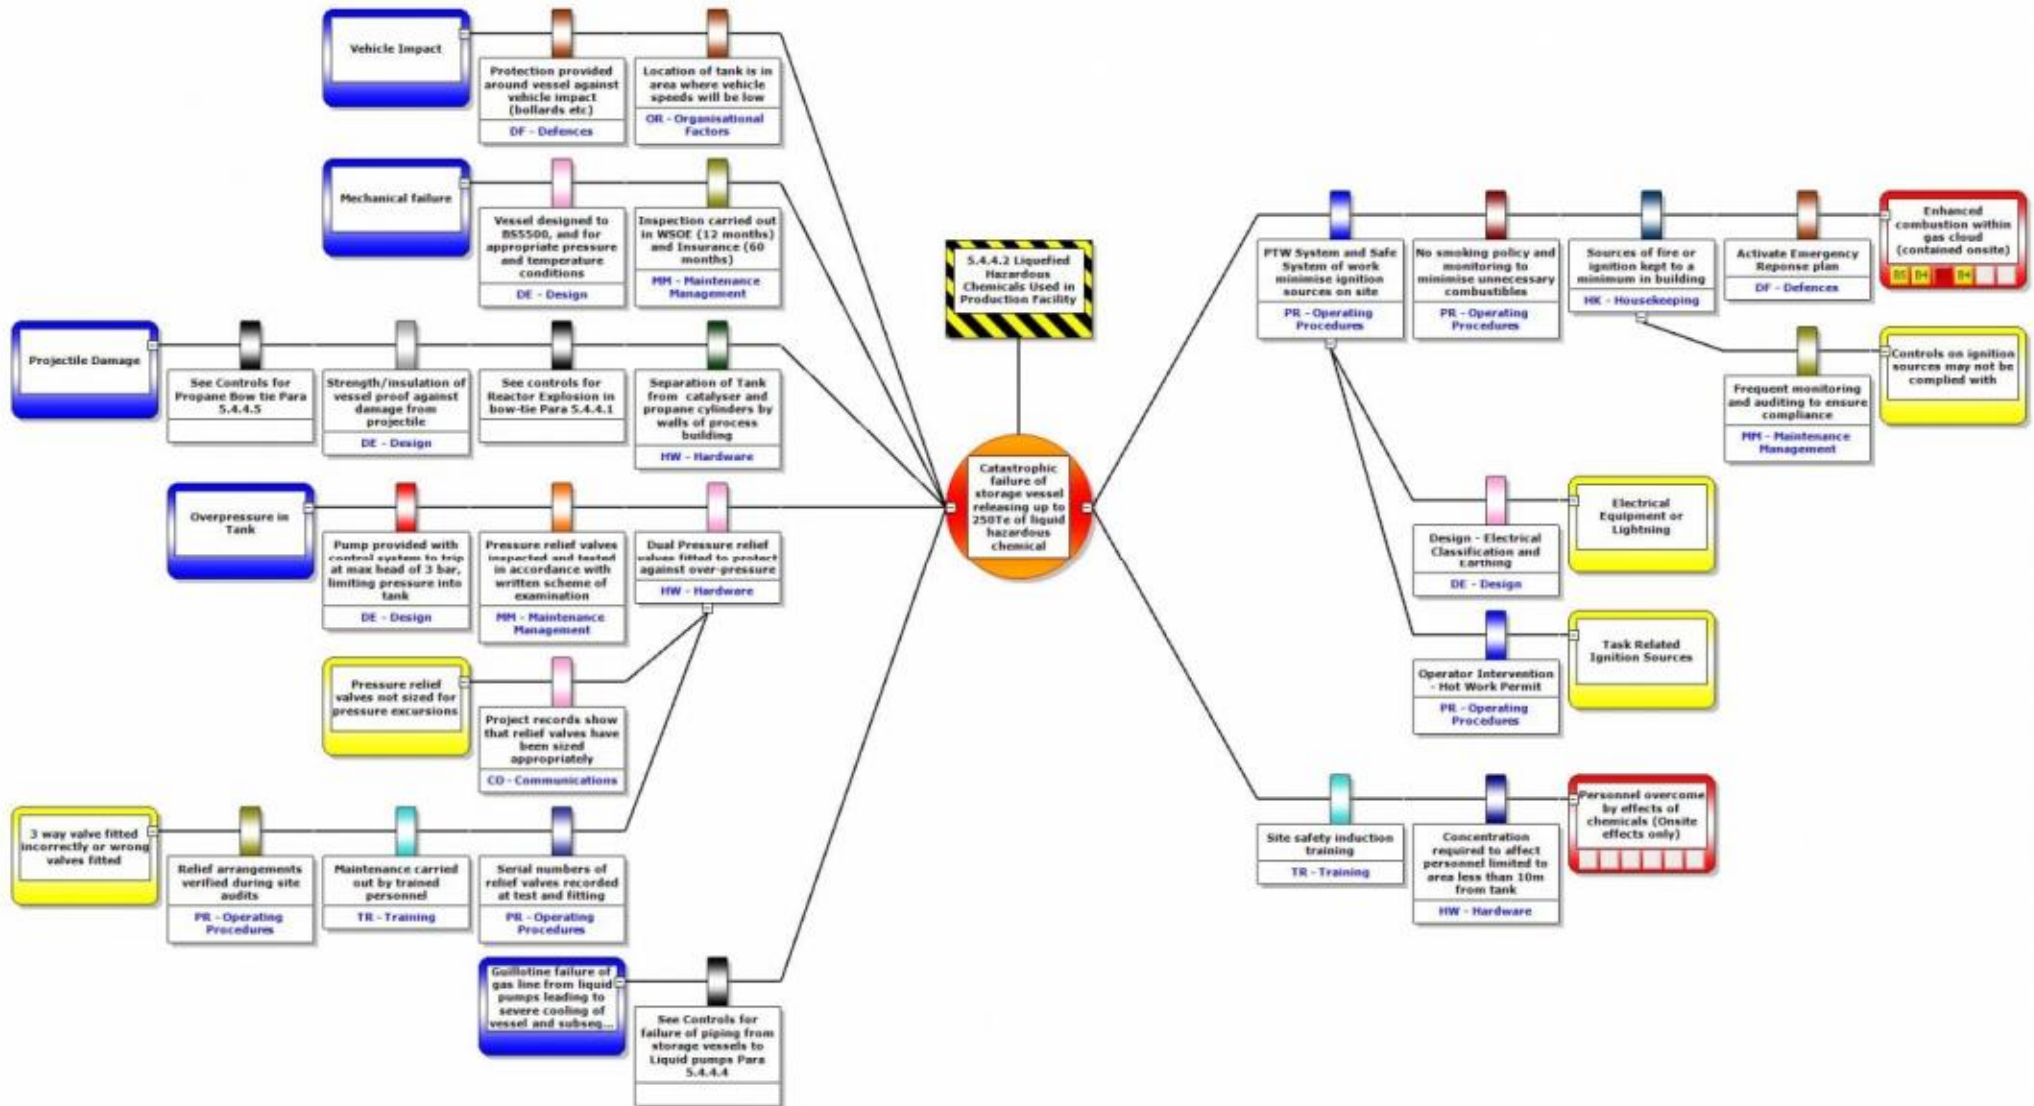 Vehicle Impact
Protection provided
around vessel against
vehicle impact
(bollards etc)
DF - Defences
Location of tank is in
area where vehicle
speeds will be low
OR - Organisational
Factors
Mechanical failure
Vessel designed to
BS5500, and for
appropriate pressure
and temperature
conditions
DE - Design
Inspection carried out
in WSOE (12 months)
and Insurance (60
months)
MM - Maintenance
Management
Projectile Damage
See Controls for
Propane Bow tie Para
5.4.4.5
Strength/insulation of
vessel proof against
damage from
projectile
DE - Design
See controls for
Reactor Explosion in
bow-tie Para 5.4.4.1
Separation of Tank
from catalyser and
propane cylinders by
walls of process
building
HW - Hardware
Overpressure in
Tank
Pump provided with
control system to trip
at max head of 3 bar,
limiting pressure into
tank
DE - Design
Pressure relief valves
inspected and tested
in accordance with
written scheme of
examination
MM - Maintenance
Management
Dual Pressure relief
valves fitted to protect
against over-pressure
HW - Hardware
Pressure relief
valves not sized for
pressure excursions
Project records show
that relief valves have
been sized
appropriately
CO - Communications
3 way valve fitted
incorrectly or wrong
valves fitted
Relief arrangements
verified during site
audits
PR - Operating
Procedures
Maintenance carried
out by trained
personnel
TR - Training
Serial numbers of
relief valves recorded
at test and fitting
PR - Operating
Procedures
Guillotine failure of
gas line from liquid
pumps leading to
severe cooling of
vessel and subseq...
See Controls for
failure of piping from
storage vessels to
Liquid pumps Para
5.4.4.4
5.4.4.2 Liquefied
Hazardous
Chemicals Used in
Production Facility
Catastrophic
failure of
storage vessel
releasing up to
250Te of liquid
hazardous
chemical
PTW System and Safe
System of work
minimise ignition
sources on site
PR - Operating
Procedures
No smoking policy and
monitoring to
minimise unnecessary
combustibles
PR - Operating
Procedures
Sources of fire or
ignition kept to a
minimum in building
HK - Housekeeping
Activate Emergency
Reponse plan
DF - Defences
Enhanced
combustion within
gas cloud
(contained onsite)
B5 B4 B4
Frequent monitoring
and auditing to ensure
compliance
MM - Maintenance
Management
Controls on ignition
sources may not be
complied with
Design - Electrical
Classification and
Earthing
DE - Design
Electrical
Equipment or
Lightning
Operator Intervention
- Hot Work Permit
PR - Operating
Procedures
Task Related
Ignition Sources
Site safety induction
training
TR - Training
Concentration
required to affect
personnel limited to
area less than 10m
from tank
HW - Hardware
Personnel overcome
by effects of
chemicals (Onsite
effects only)